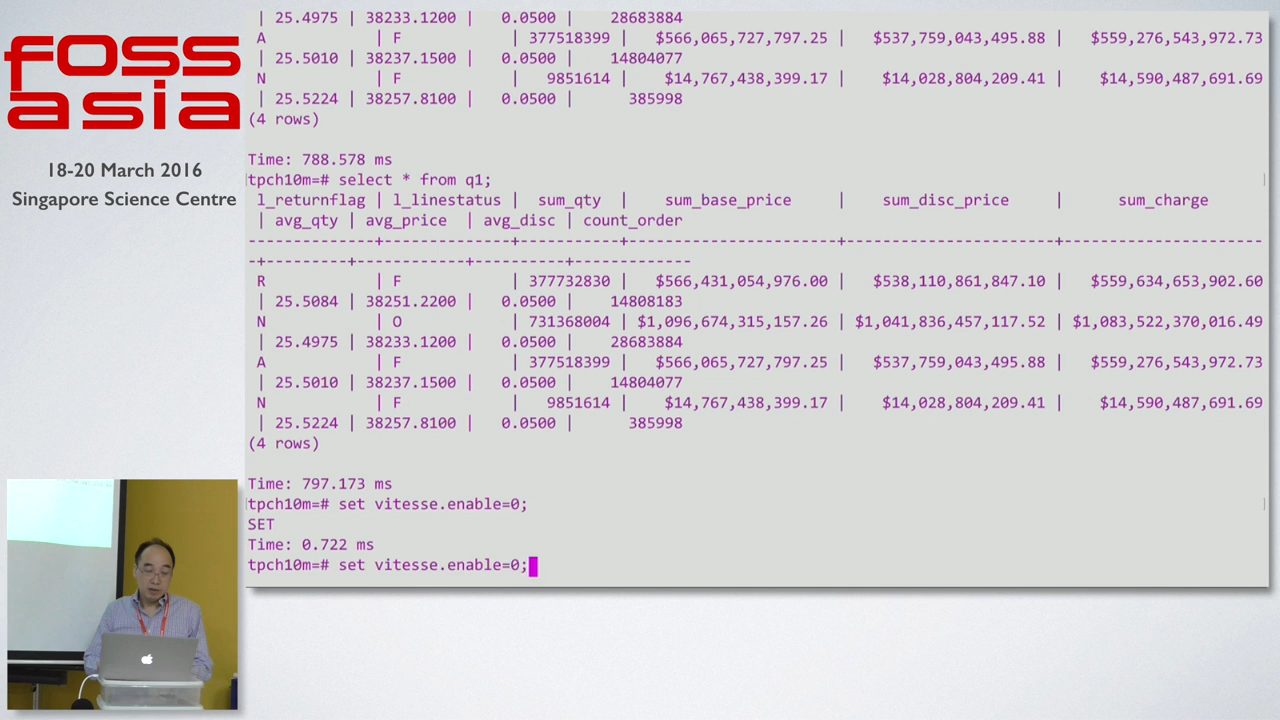 foss
asia
18-20 March 2016
Singapore Science Centre
| 25.4975 | 38233.1200 | 0.0500 | 28683884
A | F | 377518399 | $566,065,727,797.25 | $537,759,043,495.88 | $559,276,543,972.73
| 25.5010 | 38237.1500 | 0.0500 | 14804077
N | F | 9851614 | $14,767,438,399.17 | $14,028,804,209.41 | $14,590,487,691.69
| 25.5224 | 38257.8100 | 0.0500 | 385998
(4 rows)
Time: 788.578 ms
tpch10m=# select * from q1;
l_returnflag | l_linestatus | sum_qty | sum_base_price | sum_disc_price | sum_charge
| avg_qty | avg_price | avg_disc | count_order
--------------+--------------+-----------+-----------------------+-----------------------+----------------------
-+---------+------------+----------+-------------
R | F | 377732830 | $566,431,054,976.00 | $538,110,861,847.10 | $559,634,653,902.60
| 25.5084 | 38251.2200 | 0.0500 | 14808183
N | O | 731368004 | $1,096,674,315,157.26 | $1,041,836,457,117.52 | $1,083,522,370,016.49
| 25.4975 | 38233.1200 | 0.0500 | 28683884
A | F | 377518399 | $566,065,727,797.25 | $537,759,043,495.88 | $559,276,543,972.73
| 25.5010 | 38237.1500 | 0.0500 | 14804077
N | F | 9851614 | $14,767,438,399.17 | $14,028,804,209.41 | $14,590,487,691.69
| 25.5224 | 38257.8100 | 0.0500 | 385998
(4 rows)
Time: 797.173 ms
tpch10m=# set vitesse.enable=0;
SET
Time: 0.722 ms
tpch10m=# set vitesse.enable=0;